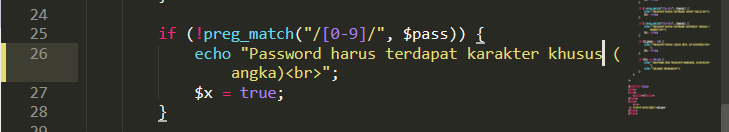 24
25 if (!preg_match("/[0-9]/", $pass)) {
26 echo "Password harus terdapat karakter khusus (
angka)<br>";
27 $x = true;
28 }